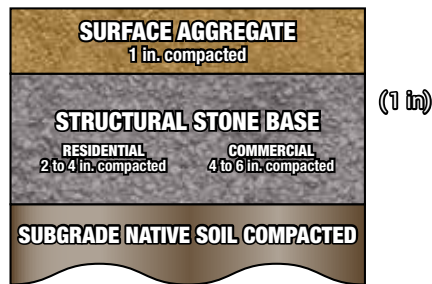 SURFACE AGGREGATE
1 in. compacted
(1 in)
STRUCTURAL STONE BASE
RESIDENTIAL
2 to 4 in. compacted
COMMERCIAL
4 to 6 in. compacted
SUBGRADE NATIVE SOIL COMPACTED